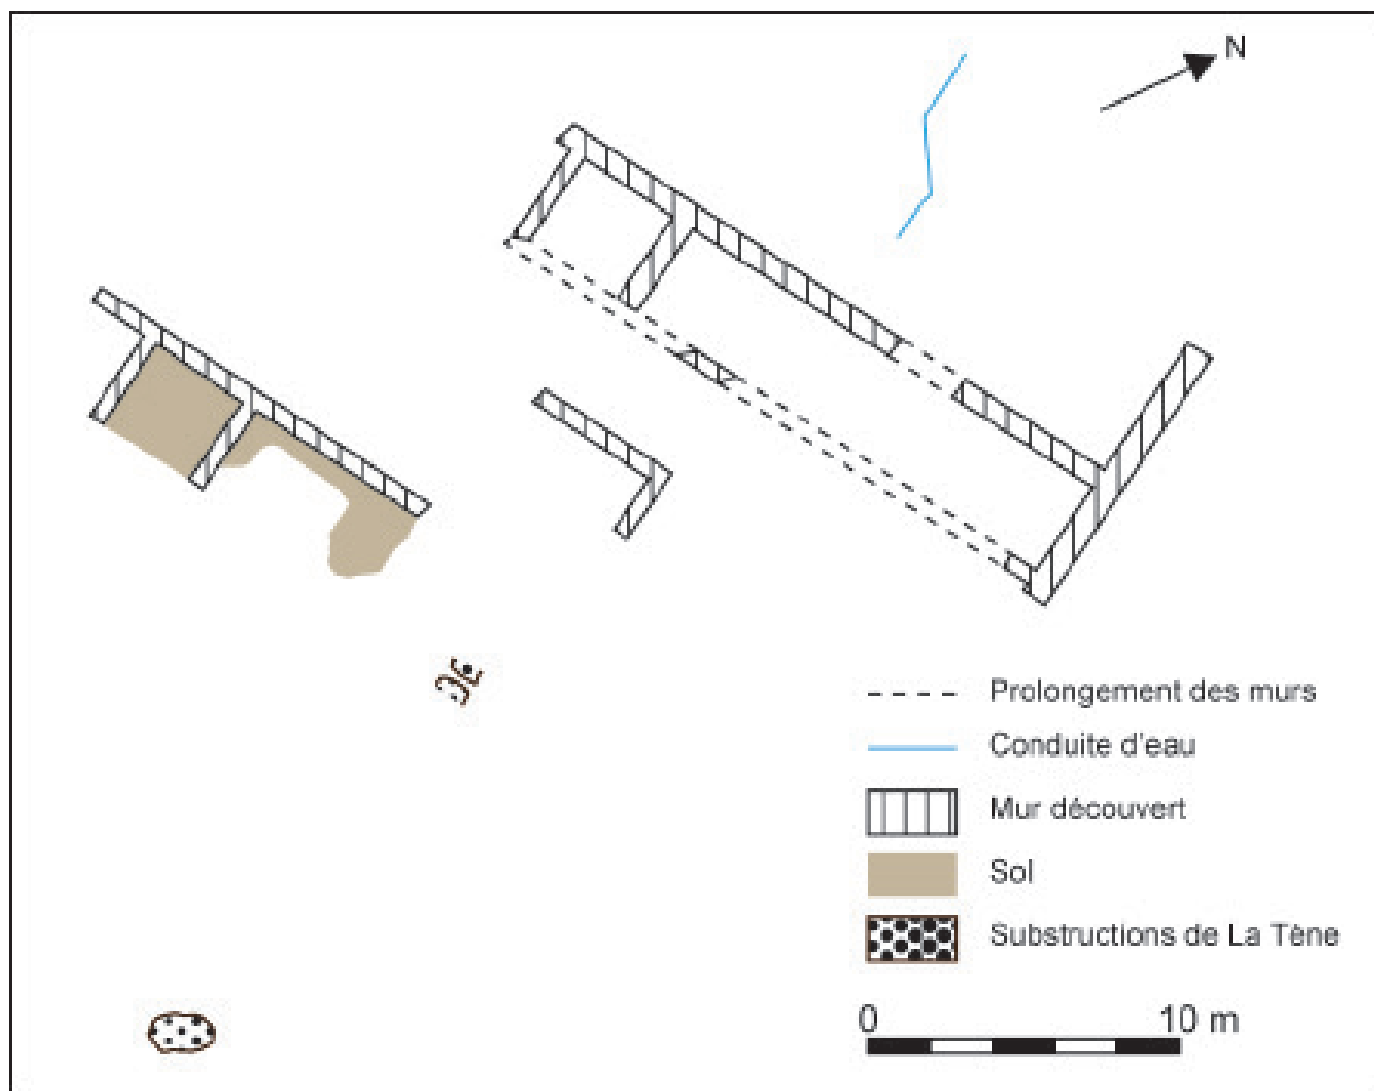 N
Prolongement des murs
Conduite d'eau
Mur découvert
Sol
Substructions de La Tène
0 10 m